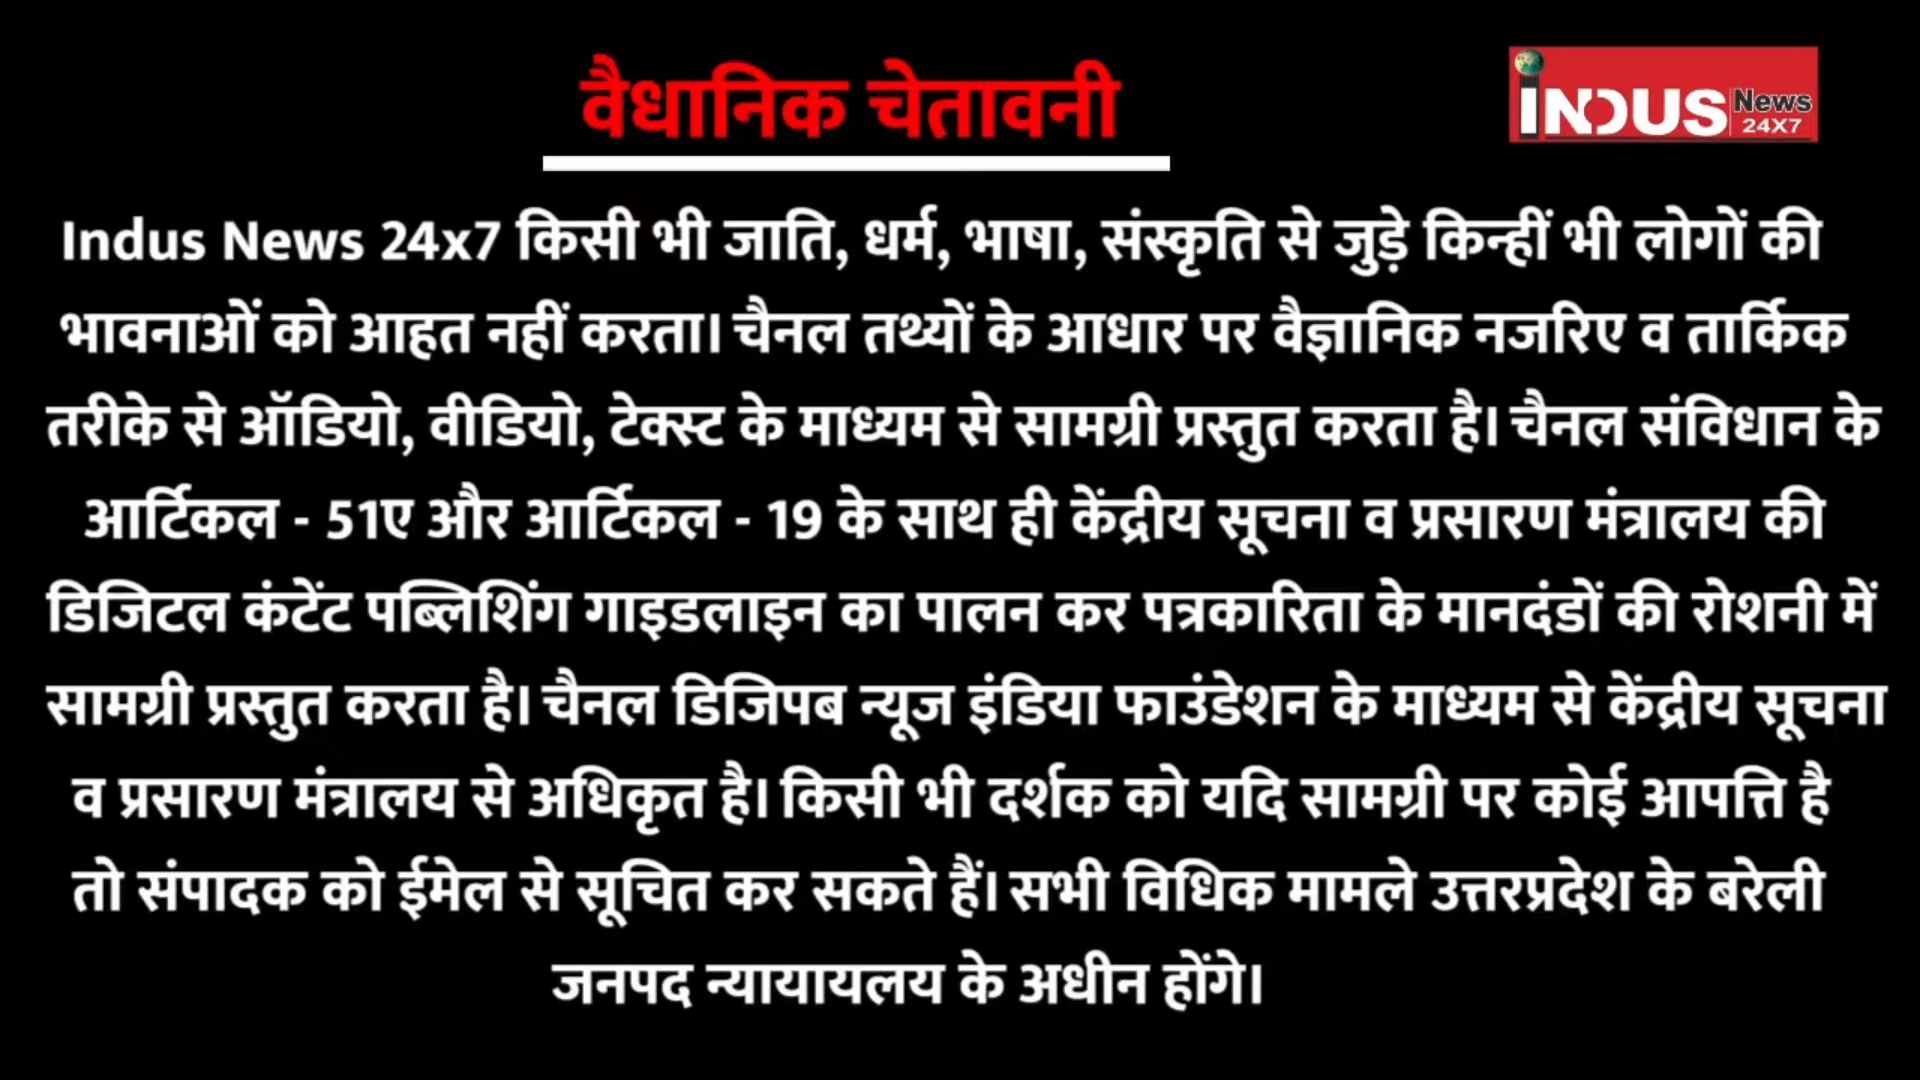 वैधानिक चेतावनी
INDUS News 24X7
Indus News 24x7 किसी भी जाति, धर्म, भाषा, संस्कृति से जुड़े किन्हीं भी लोगों की
भावनाओं को आहत नहीं करता। चैनल तथ्यों के आधार पर वैज्ञानिक नजरिए व तार्किक
तरीके से ऑडियो, वीडियो, टेक्स्ट के माध्यम से सामग्री प्रस्तुत करता है। चैनल संविधान के
आर्टिकल - 51ए और आर्टिकल - 19 के साथ ही केंद्रीय सूचना व प्रसारण मंत्रालय की
डिजिटल कंटेंट पब्लिशिंग गाइडलाइन का पालन कर पत्रकारिता के मानदंडों की रोशनी में
सामग्री प्रस्तुत करता है। चैनल डिजिपब न्यूज इंडिया फाउंडेशन के माध्यम से केंद्रीय सूचना
व प्रसारण मंत्रालय से अधिकृत है। किसी भी दर्शक को यदि सामग्री पर कोई आपत्ति है
तो संपादक को ईमेल से सूचित कर सकते हैं। सभी विधिक मामले उत्तरप्रदेश के बरेली
जनपद न्यायायलय के अधीन होंगे।